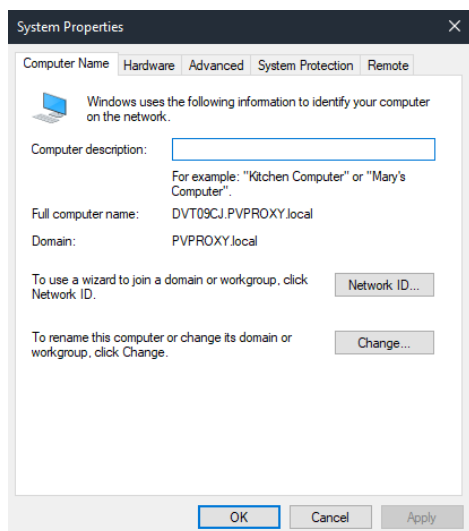 System Properties
Computer Name Hardware Advanced System Protection Remote
Windows uses the following information to identify your computer
on the network.
Computer description:
For example: "Kitchen Computer" or "Mary's
Computer".
Full computer name: DVT09CJ.PVPROXY.local
Domain: PVPROXY.local
To use a wizard to join a domain or workgroup, click
Network ID.
Network ID...
To rename this computer or change its domain or
workgroup, click Change.
Change...
OK Cancel Apply